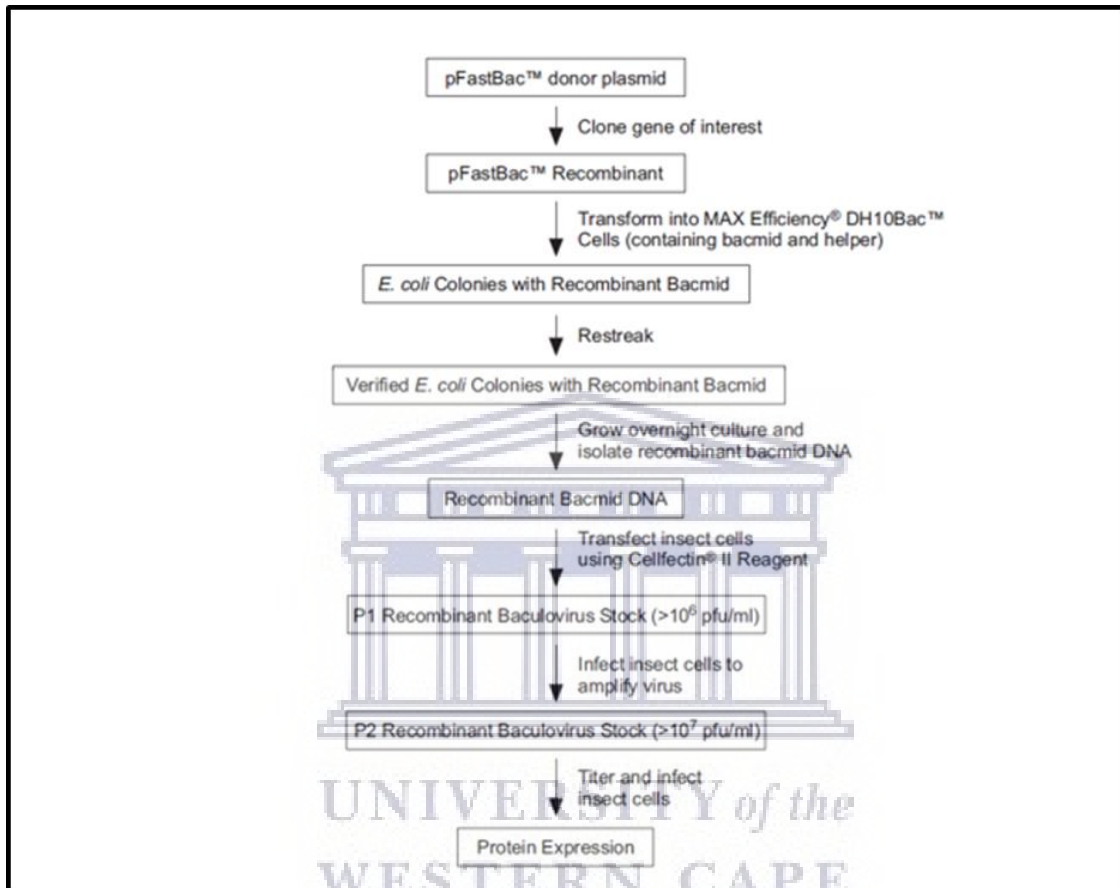 pFastBac™ donor plasmid
Clone gene of interest
pFastBac™ Recombinant
Transform into MAX Efficiency® DH10Bac™
Cells (containing bacmid and helper)
E. coli Colonies with Recombinant Bacmid
Restreak
Verified E. coli Colonies with Recombinant Bacmid
Grow overnight culture and
isolate recombinant bacmid DNA
Recombinant Bacmid DNA
Transfect insect cells
using Cellfectin® II Reagent
P1 Recombinant Baculovirus Stock (>10⁶ pfu/ml)
Infect insect cells to
amplify virus
P2 Recombinant Baculovirus Stock (>10⁷ pfu/ml)
Titer and infect
insect cells
UNIVERSITY of the
Protein Expression
WESTERN CAPE